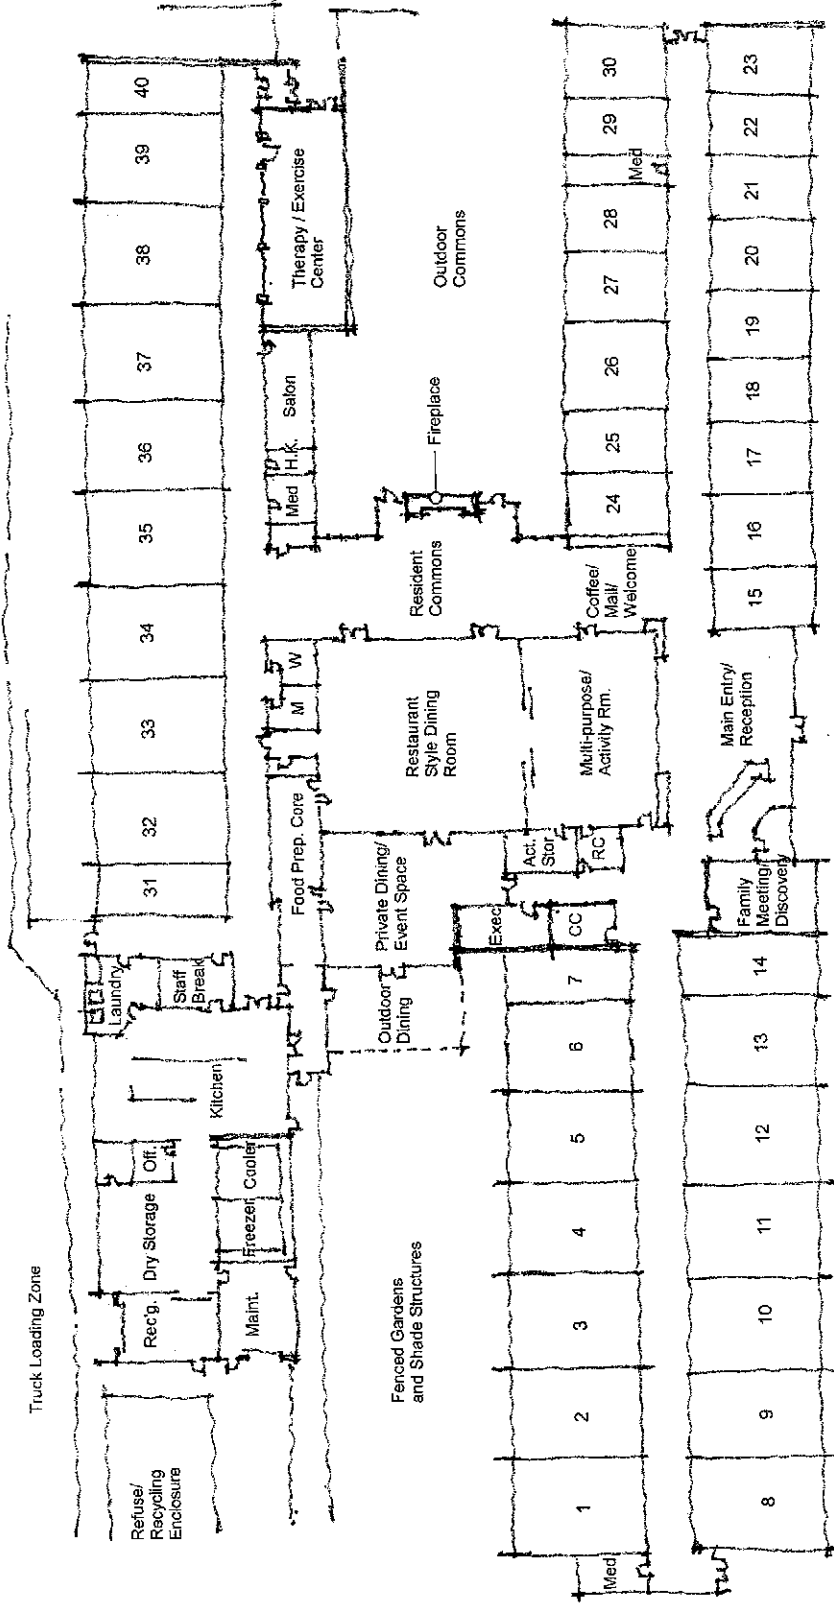 Truck Loading Zone
Refuse/
Recycling
Enclosure
Rec'g.
Dry Storage
Off.
Maint.
Freezer
Cooler
Kitchen
Laundry
Staff
Break
31
32
33
34
35
36
37
38
39
40
Food Prep. Core
M
W
Med
H.K.
Salon
Therapy / Exercise
Center
Fenced Gardens
and Shade Structures
Outdoor
Dining
Private Dining/
Event Space
Restaurant
Style Dining
Room
Resident
Commons
Fireplace
Outdoor
Commons
Exec
CC
Act.
Stor.
RC
Multi-purpose/
Activity Rm.
Coffee/
Mail/
Welcome
Med
1
2
3
4
5
6
7
24
25
26
27
28
Med
29
30
8
9
10
11
12
13
14
Family
Meeting/
Discovery
Main Entry/
Reception
15
16
17
18
19
20
21
22
23